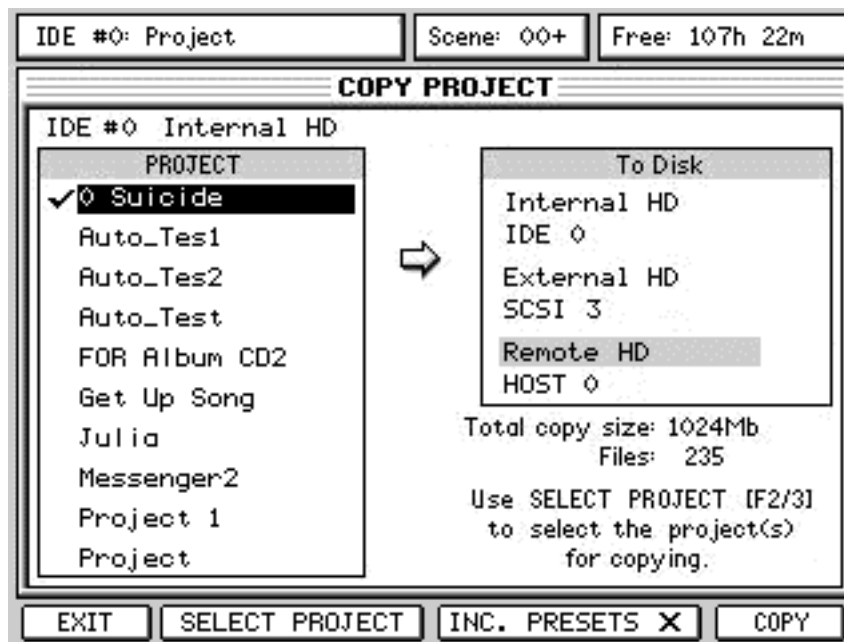 IDE #0: Project
Scene: 00+
Free: 107h 22m
COPY PROJECT
IDE #0 Internal HD
PROJECT
0 Suicide
Auto_Tes1
Auto_Tes2
Auto_Test
FOR Album CD2
Get Up Song
Julia
Messenger2
Project 1
Project
To Disk
Internal HD
IDE 0
External HD
SCSI 3
Remote HD
HOST 0
Total copy size: 1024Mb
Files: 235
Use SELECT PROJECT [F2/3]
to select the project(s)
for copying.
EXIT
SELECT PROJECT
INC. PRESETS X
COPY